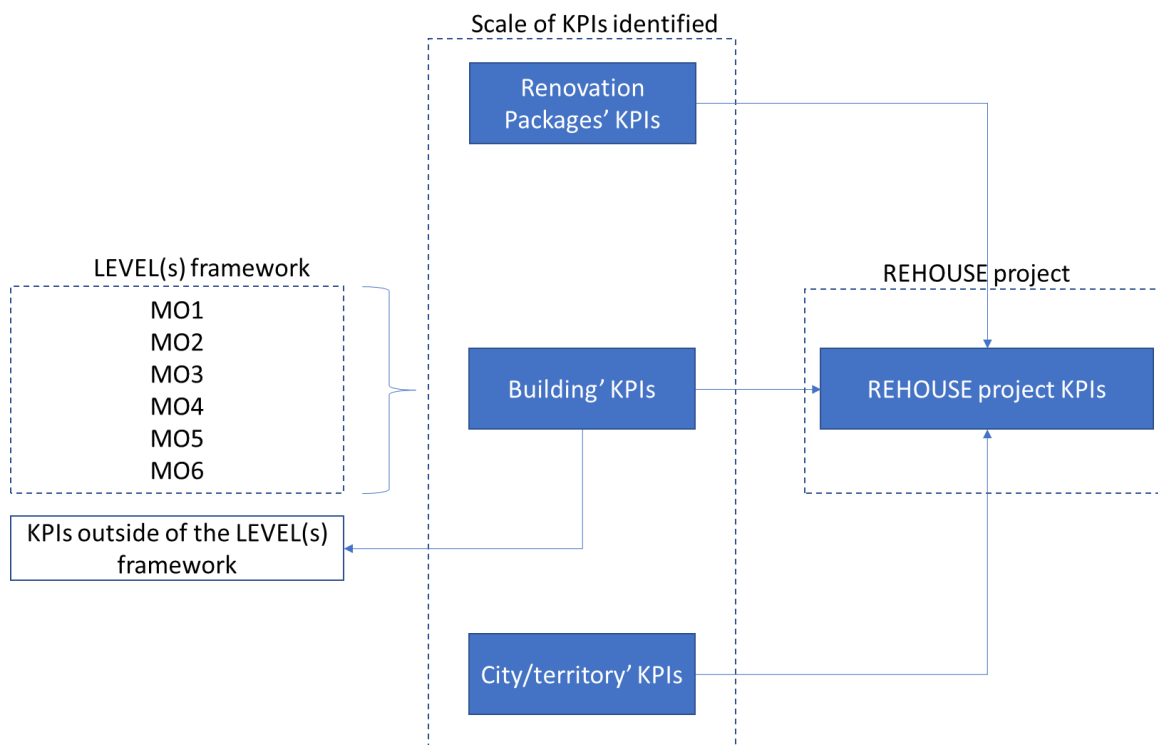 Scale of KPIs identified
Renovation
Packages’ KPIs
LEVEL(s) framework
MO1
MO2
MO3
MO4
MO5
MO6
KPIs outside of the LEVEL(s)
framework
Building’ KPIs
City/territory’ KPIs
REHOUSE project
REHOUSE project KPIs